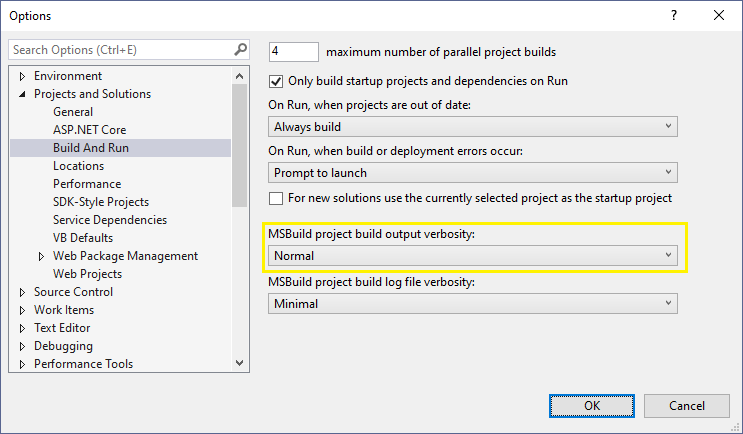 Options
Search Options (Ctrl+E)
Environment
Projects and Solutions
General
ASP.NET Core
Build And Run
Locations
Performance
SDK-Style Projects
Service Dependencies
VB Defaults
Web Package Management
Web Projects
Source Control
Work Items
Text Editor
Debugging
Performance Tools
4 maximum number of parallel project builds
Only build startup projects and dependencies on Run
On Run, when projects are out of date:
Always build
On Run, when build or deployment errors occur:
Prompt to launch
For new solutions use the currently selected project as the startup project
MSBuild project build output verbosity:
Normal
MSBuild project build log file verbosity:
Minimal
OK
Cancel